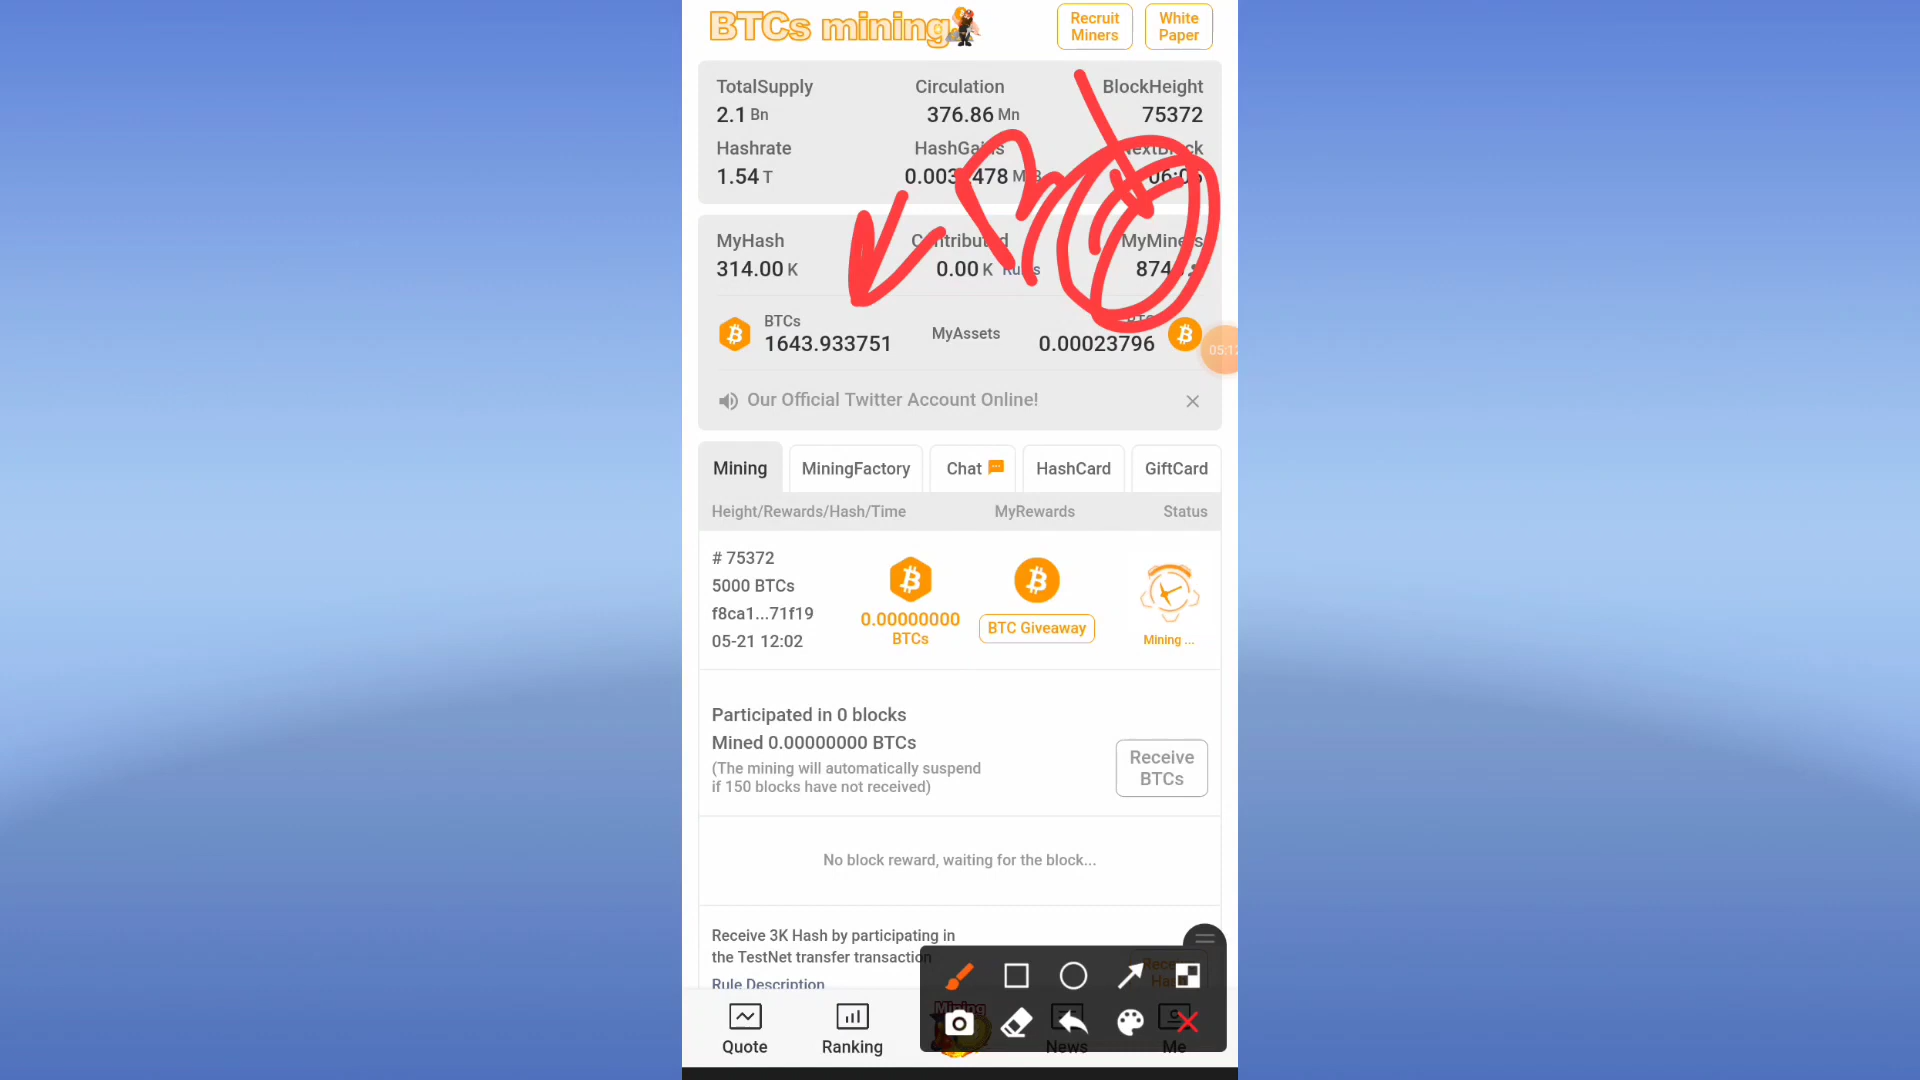 BTCs mining
Recruit Miners
White Paper
TotalSupply Circulation BlockHeight
2.1 Bn 376.86 Mn 75372
Hashrate
1.54 T
MyHash
314.00 K 0.00 K
BTCs
1643.933751 MyAssets 0.00023796
05:1
Our Official Twitter Account Online!
Mining MiningFactory Chat HashCard GiftCard
Height/Rewards/Hash/Time MyRewards Status
# 75372
5000 BTCs
f8ca1...71f19
05-21 12:02
0.00000000
BTCs
BTC Giveaway
Mining ...
Participated in 0 blocks
Mined 0.00000000 BTCs
(The mining will automatically suspend
if 150 blocks have not received)
Receive
BTCs
No block reward, waiting for the block...
Receive 3K Hash by participating in
the TestNet transfer transaction
Rule Description
Mining
Quote Ranking News Me